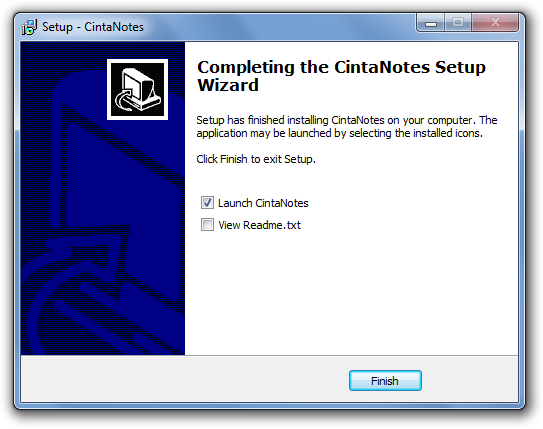 Setup - CintaNotes
Completing the CintaNotes Setup
Wizard
Setup has finished installing CintaNotes on your computer. The
application may be launched by selecting the installed icons.
Click Finish to exit Setup.
Launch CintaNotes
View Readme.txt
Finish